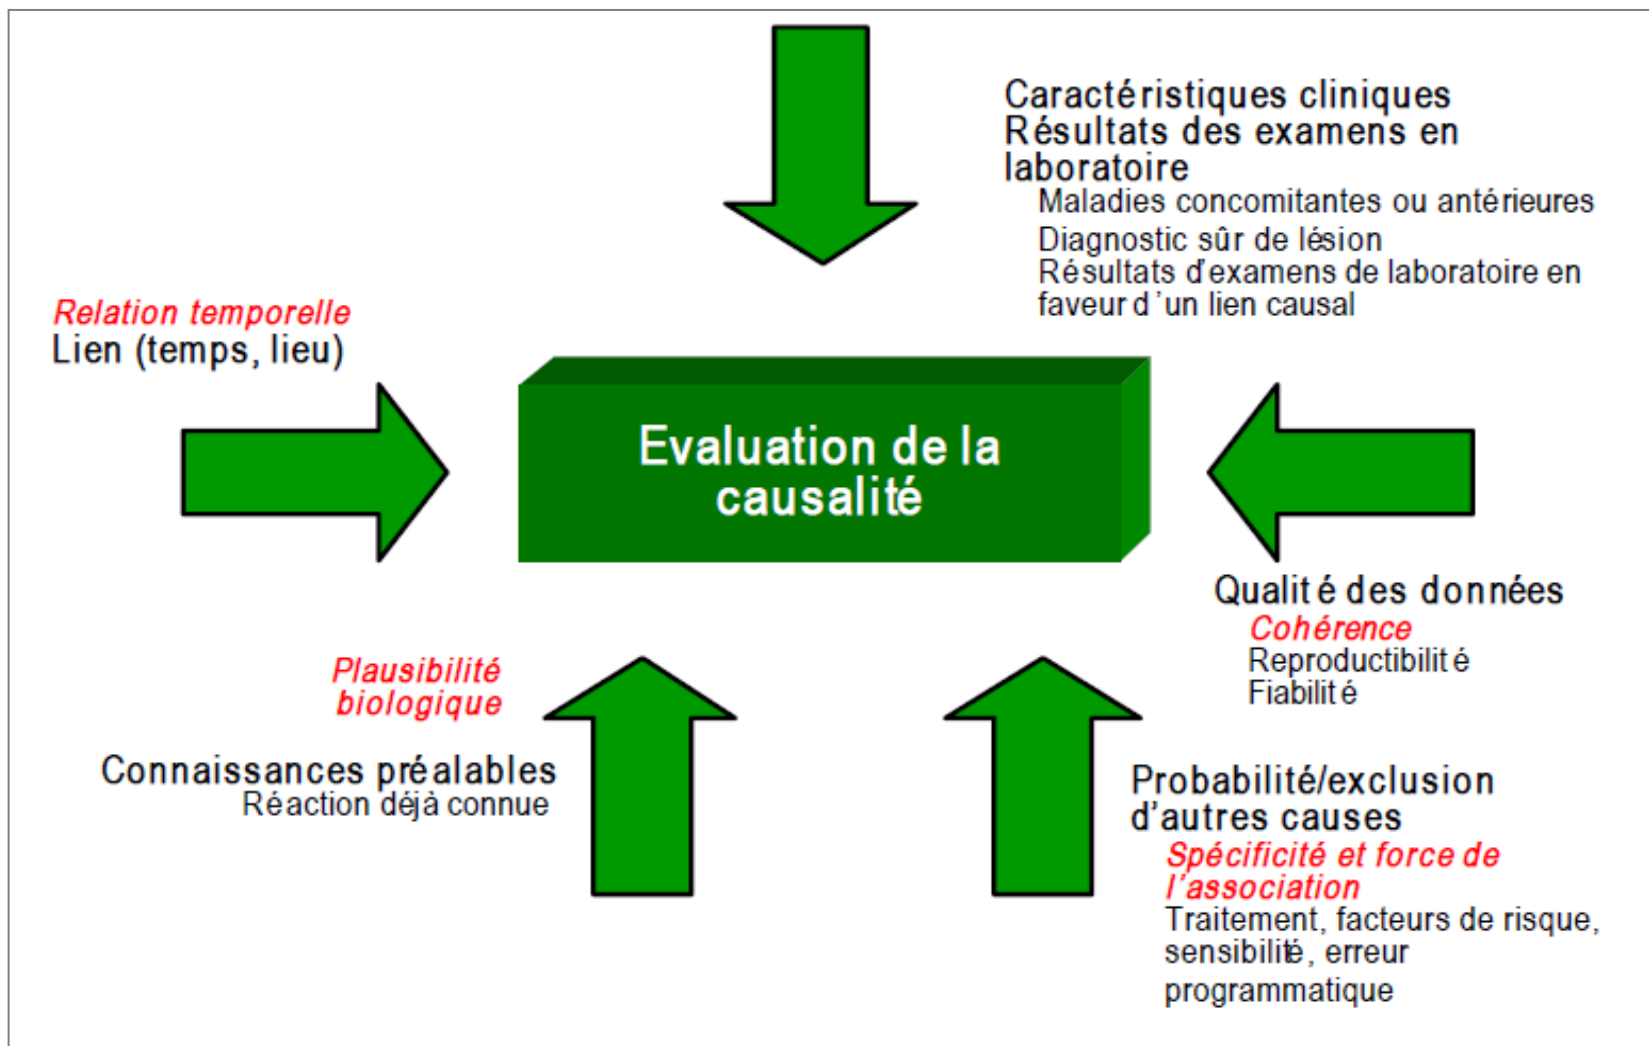 Caractéristiques cliniques
Résultats des examens en
laboratoire
Maladies concomitantes ou antérieures
Diagnostic sûr de lésion
Résultats d'examens de laboratoire en
faveur d'un lien causal
Relation temporelle
Lien (temps, lieu)
Evaluation de la
causalité
Qualité des données
Cohérence
Reproductibilité
Fiabilité
Plausibilité
biologique
Connaissances préalables
Réaction déjà connue
Probabilité/exclusion
d'autres causes
Spécificité et force de
l'association
Traitement, facteurs de risque,
sensibilité, erreur
programmatique